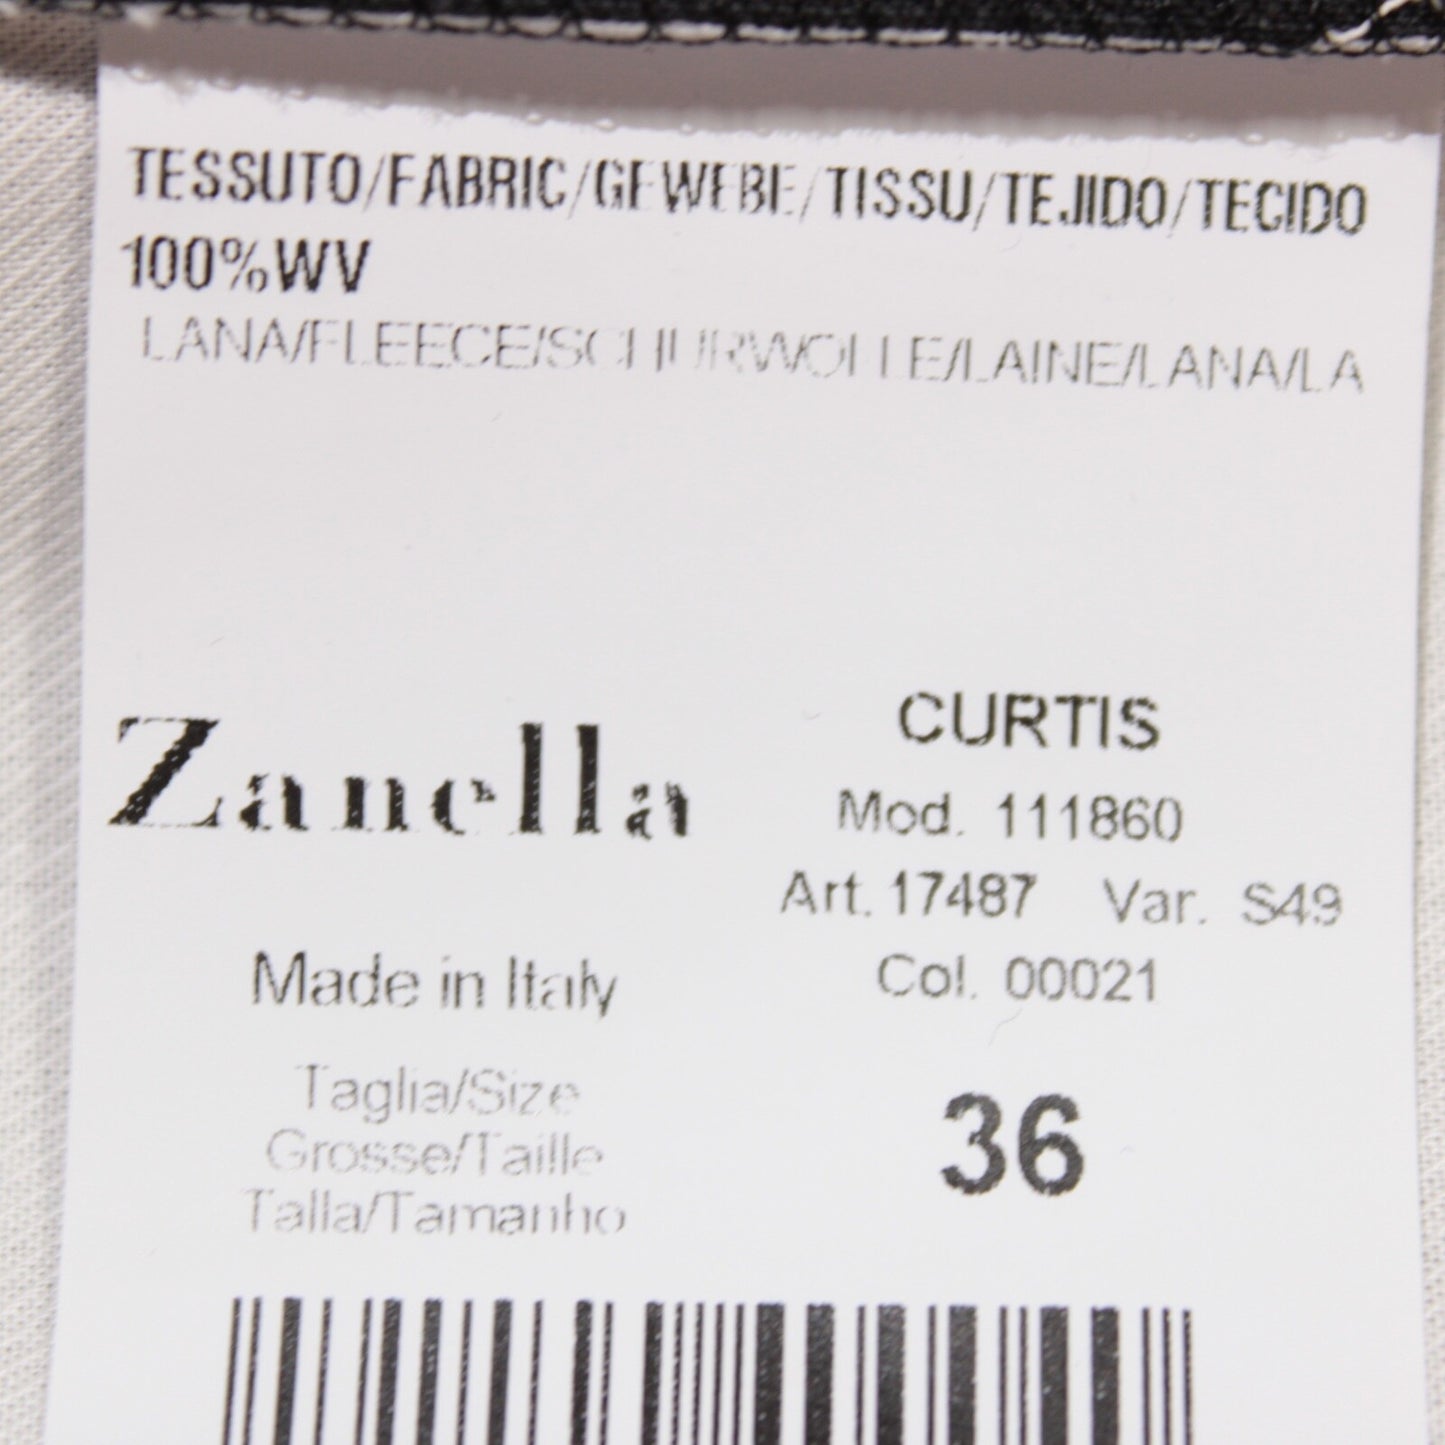 TESSUTO/FABRIC/GEWEBE/TISSU/TEJIDO/TECIDO
100%WV
LANA/FLEECE/SCHURWOLLE/LAINE/LANA/LA
Zanella
CURTIS
Mod. 111860
Art. 17487 Var. S49
Made in Italy
Col. 00021
Taglia/Size
Grosse/Taille
Talla/Tamanho
36